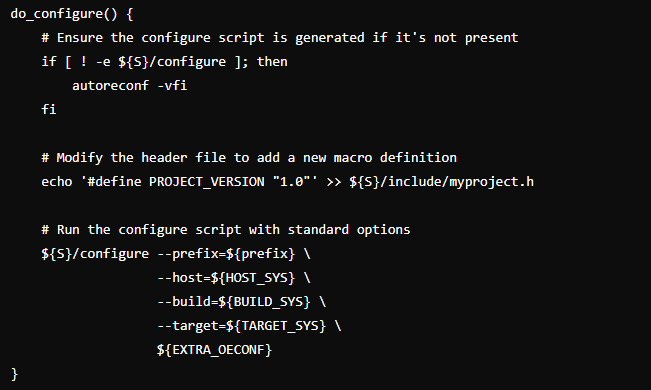 do_configure() {
    # Ensure the configure script is generated if it's not present
    if [ ! -e ${S}/configure ]; then
        autoreconf -vfi
    fi

    # Modify the header file to add a new macro definition
    echo '#define PROJECT_VERSION "1.0"' >> ${S}/include/myproject.h

    # Run the configure script with standard options
    ${S}/configure --prefix=${prefix} \
                   --host=${HOST_SYS} \
                   --build=${BUILD_SYS} \
                   --target=${TARGET_SYS} \
                   ${EXTRA_OECONF}
}